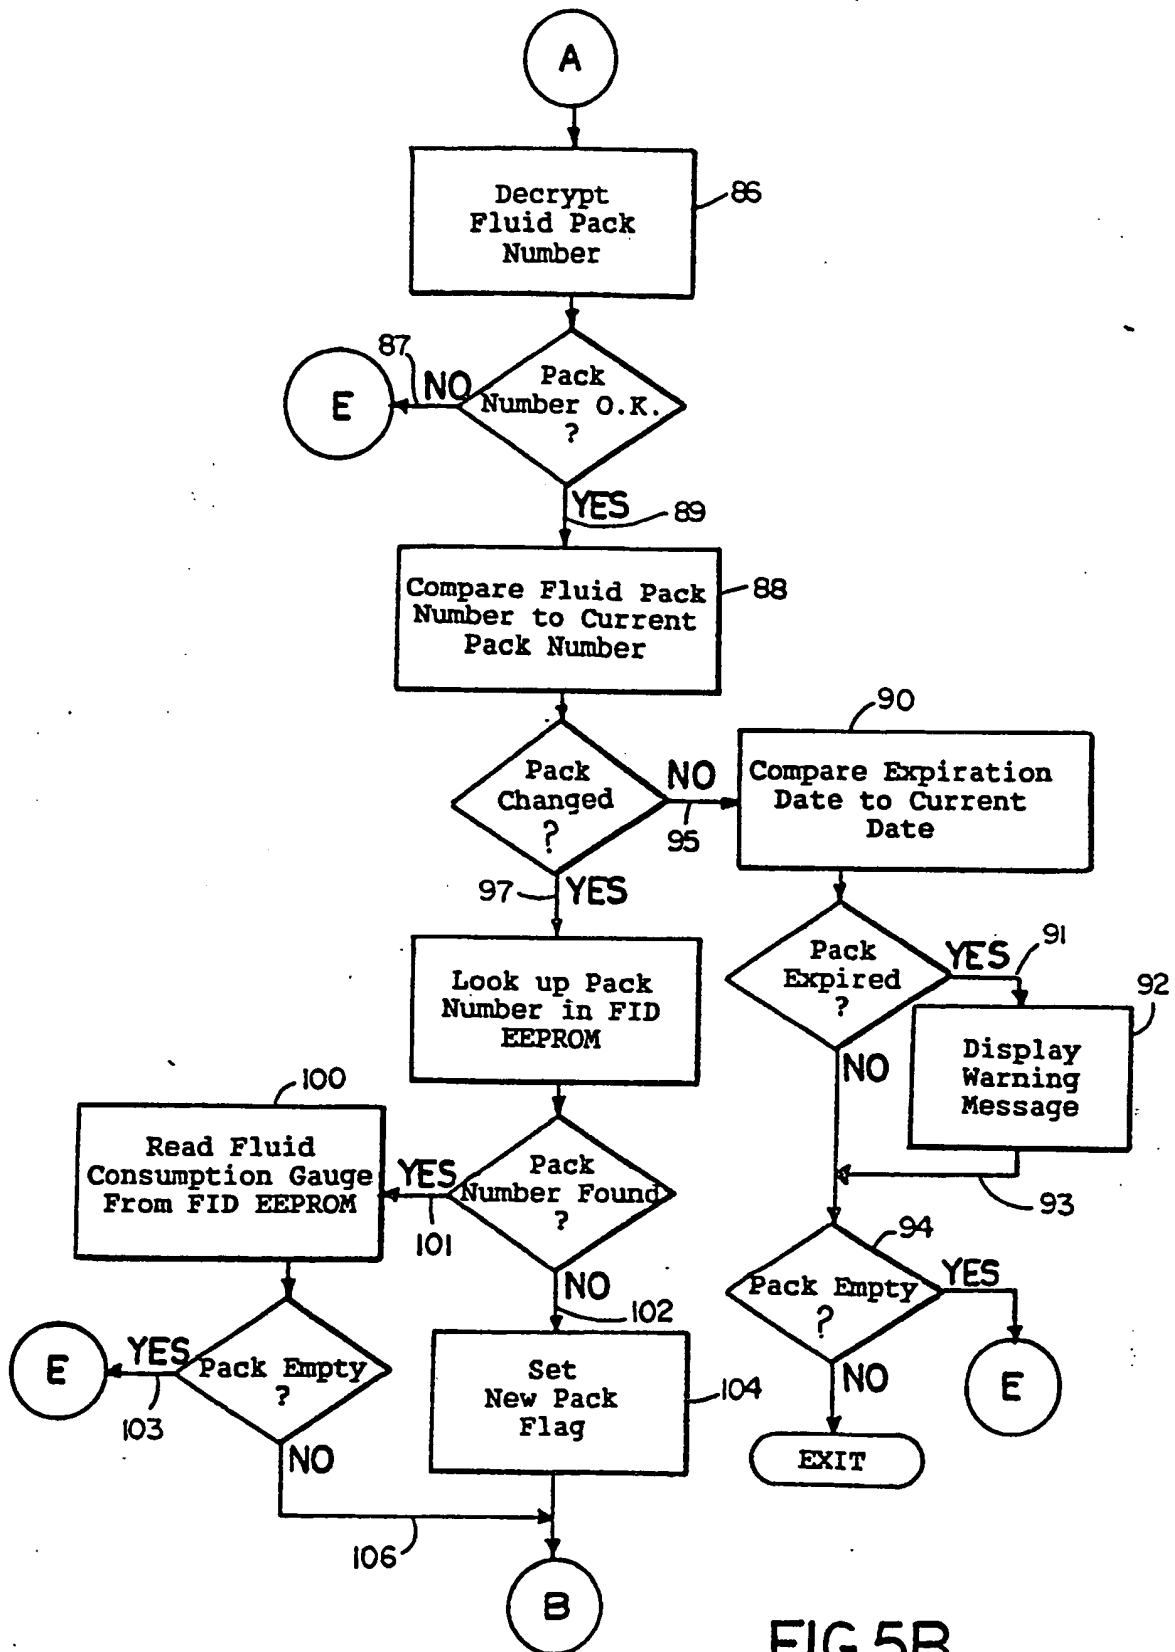 A
Decrypt
Fluid Pack
Number
86
87
NO
E
Pack
Number O.K.
?
YES
89
Compare Fluid Pack
Number to Current
Pack Number
88
Pack
Changed
?
NO
95
90
Compare Expiration
Date to Current
Date
97
YES
Look up Pack
Number in FID
EEPROM
Pack
Expired
?
YES
91
92
NO
Display
Warning
Message
93
100
Read Fluid
Consumption Gauge
From FID EEPROM
YES
101
Pack
Number Found
?
NO
102
94
Pack Empty
?
YES
E
NO
EXIT
E
YES
103
Pack Empty
?
NO
106
Set
New Pack
Flag
104
B
FIG.5B